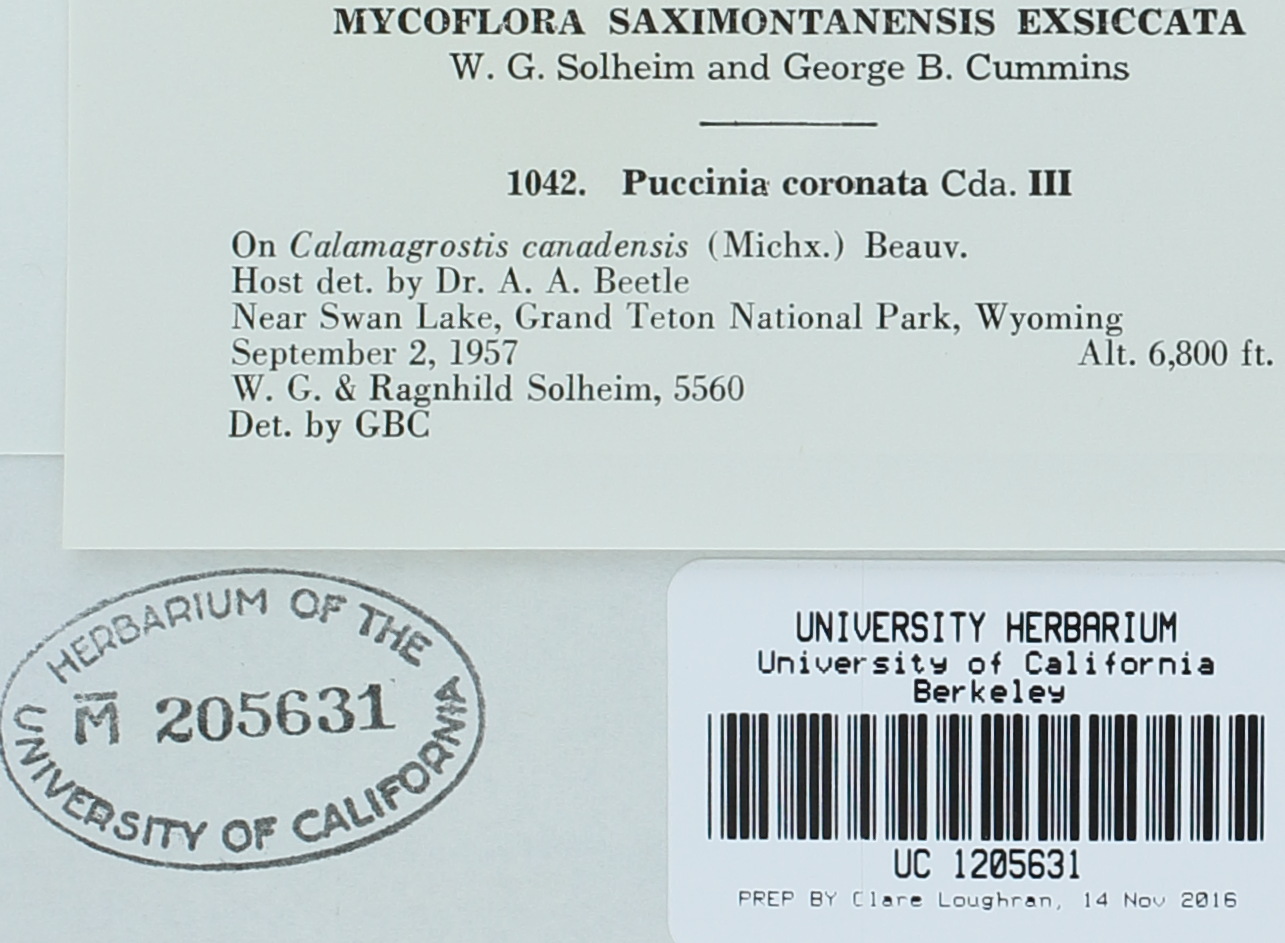 MYCOFLORA SAXIMONTANENSIS EXSICCATA
W. G. Solheim and George B. Cummins
1042. Puccinia coronata Cda. III
On Calamagrostis canadensis (Michx.) Beauv.
Host det. by Dr. A. A. Beetle
Near Swan Lake, Grand Teton National Park, Wyoming
September 2, 1957 Alt. 6,800 ft.
W. G. & Ragnhild Solheim, 5560
Det. by GBC
HERBARIUM OF THE
M̅ 205631
UNIVERSITY OF CALIFORNIA
UNIVERSITY HERBARIUM
University of California
Berkeley
UC 1205631
PREP BY Clare Loughran, 14 Nov 2016